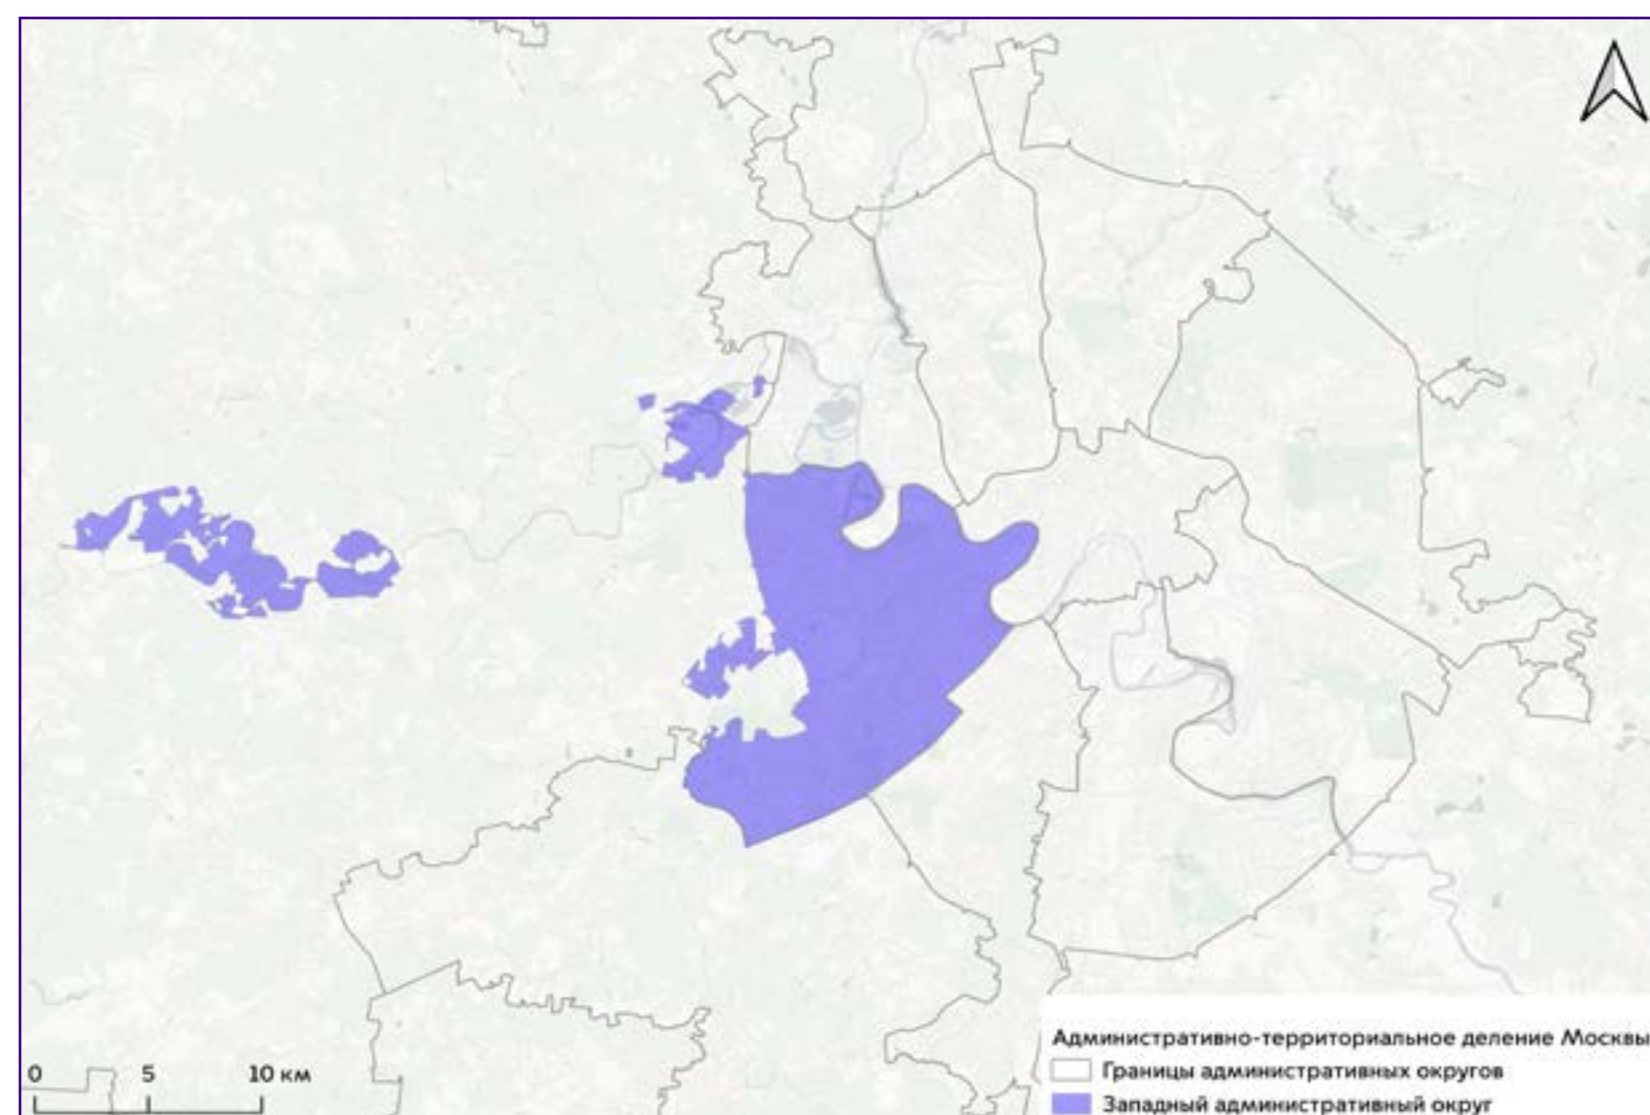 0 5 10 км
Административно-территориальное деление Москвы
Границы административных округов
Западный административный округ